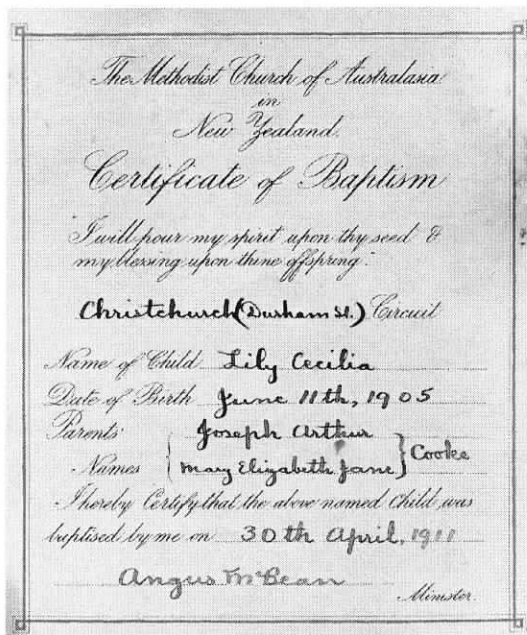 The Methodist Church of Australasia
in
New Zealand.
Certificate of Baptism
I will pour my spirit upon thy seed &
my blessing upon thine offspring.
Christchurch (Durham St.) Circuit
Name of Child Lily Cecilia
Date of Birth June 11th, 1905
Parents Joseph Arthur
Names Mary Elizabeth Jane Cooke
I hereby Certify that the above named Child was
baptised by me on 30th April, 1911
Angus McBean
Minister.